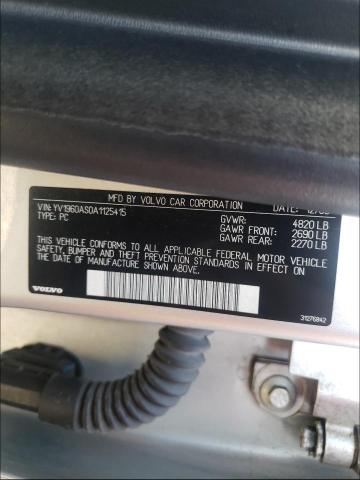 MFD BY VOLVO CAR CORPORATION DATE:
VIN: YV1960AS0A1125415 GVWR: 4820 LB
TYPE: PC GAWR FRONT: 2690 LB
GAWR REAR: 2270 LB
THIS VEHICLE CONFORMS TO ALL APPLICABLE FEDERAL MOTOR VEHICLE
SAFETY, BUMPER AND THEFT PREVENTION STANDARDS IN EFFECT ON
THE DATE OF MANUFACTURE SHOWN ABOVE.
VOLVO
31276842